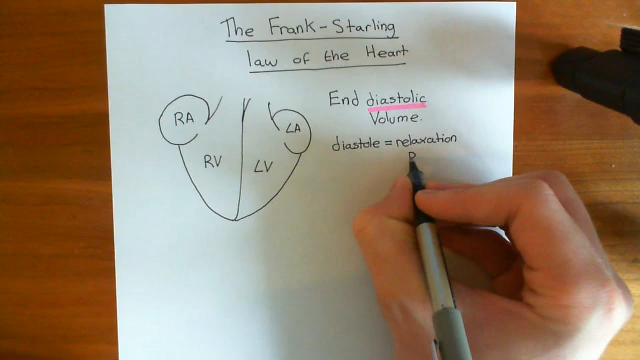 The Frank-Starling
law of the Heart
End diastolic
Volume.
diastole = relaxation
P
RA
LA
RV
LV